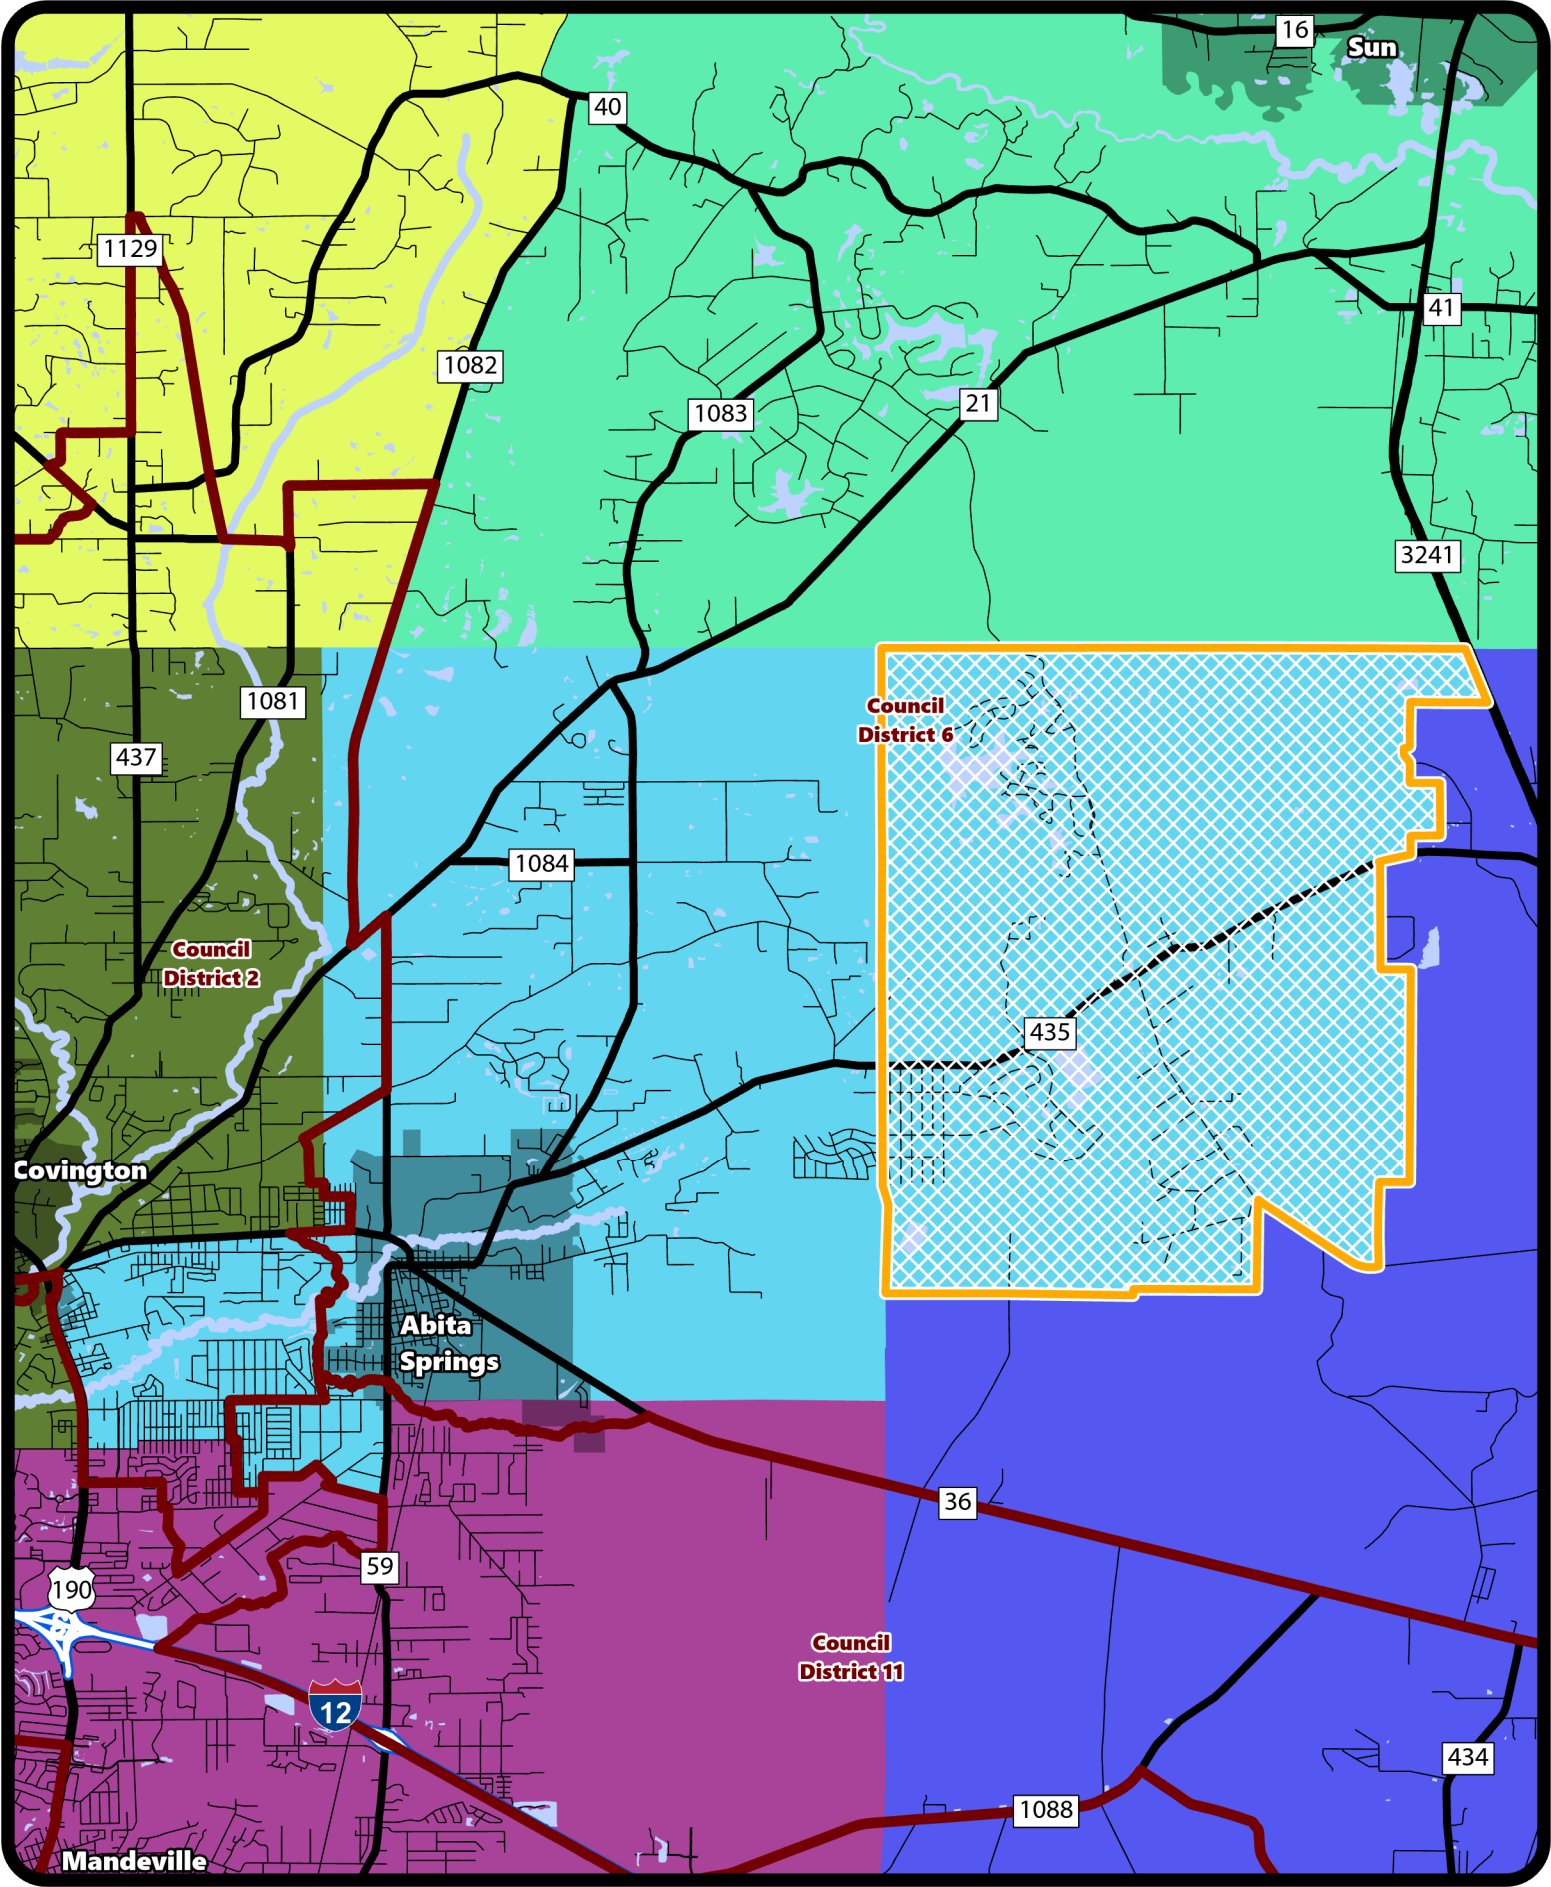 16
Sun
40
1129
41
1082
21
1083
3241
1081
Council
District 6
437
1084
Council
District 2
435
Covington
Abita
Springs
36
59
190
Council
District 11
12
434
1088
Mandeville